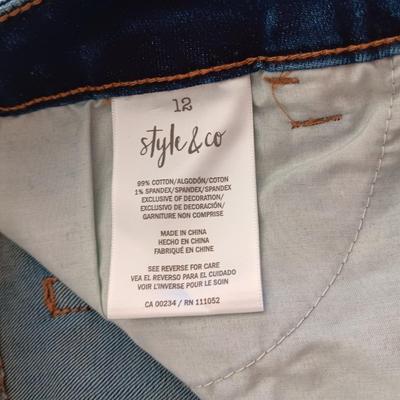 12
style & co
99% COTTON/ALGODÓN/COTON
1% SPANDEX/SPANDEX/SPANDEX
EXCLUSIVE OF DECORATION/
EXCLUSIVO DE DECORACIÓN/
GARNITURE NON COMPRISE
MADE IN CHINA
HECHO EN CHINA
FABRIQUÉ EN CHINE
SEE REVERSE FOR CARE
VEA EL REVERSO PARA EL CUIDADO
VOIR L'INVERSE POUR LE SOIN
CA 00234 / RN 111052